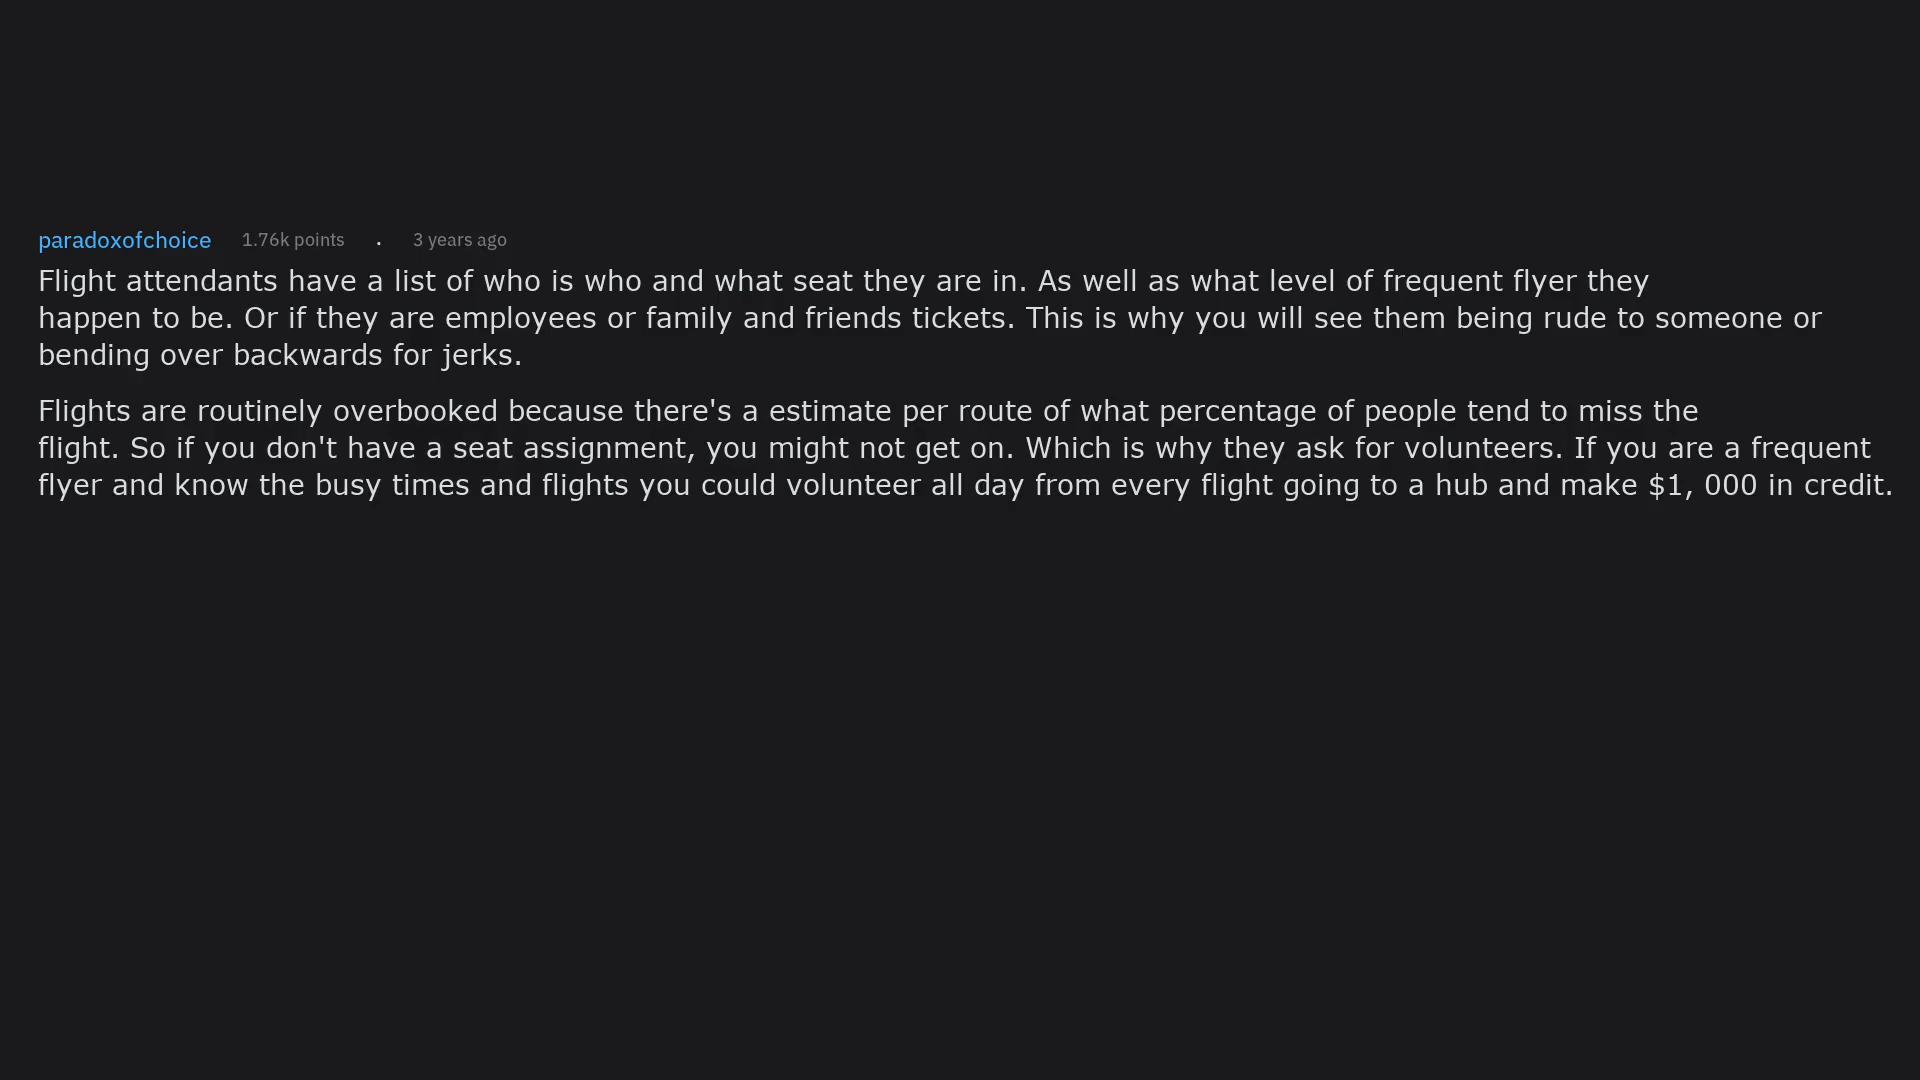 paradoxofchoice 1.76k points . 3 years ago
Flight attendants have a list of who is who and what seat they are in. As well as what level of frequent flyer they
happen to be. Or if they are employees or family and friends tickets. This is why you will see them being rude to someone or
bending over backwards for jerks.
Flights are routinely overbooked because there's a estimate per route of what percentage of people tend to miss the
flight. So if you don't have a seat assignment, you might not get on. Which is why they ask for volunteers. If you are a frequent
flyer and know the busy times and flights you could volunteer all day from every flight going to a hub and make $1, 000 in credit.